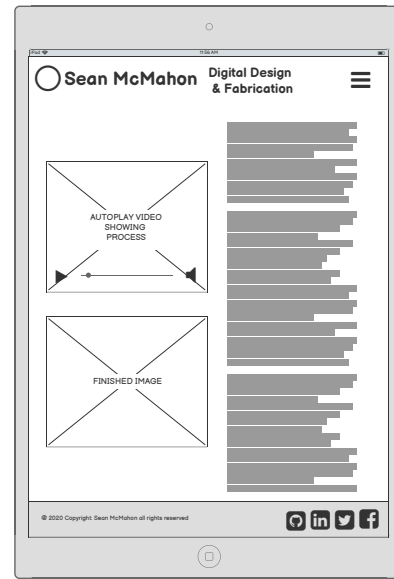 iPad 11:56 AM
Sean McMahon
Digital Design
& Fabrication
AUTOPLAY VIDEO
SHOWING
PROCESS
FINISHED IMAGE
© 2020 Copyright: Sean McMahon all rights reserved